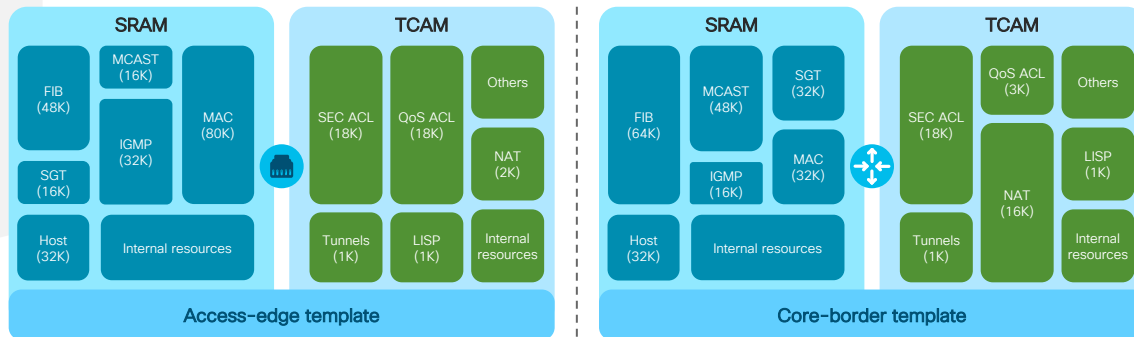 SRAM
FIB
(48K)
MCAST
(16K)
IGMP
(32K)
MAC
(80K)
SGT
(16K)
Host
(32K)
Internal resources
TCAM
SEC ACL
(18K)
QoS ACL
(18K)
Others
NAT
(2K)
Tunnels
(1K)
LISP
(1K)
Internal
resources
Access-edge template
SRAM
FIB
(64K)
MCAST
(48K)
SGT
(32K)
IGMP
(16K)
MAC
(32K)
Host
(32K)
Internal resources
TCAM
SEC ACL
(18K)
QoS ACL
(3K)
Others
NAT
(16K)
LISP
(1K)
Tunnels
(1K)
Internal
resources
Core-border template